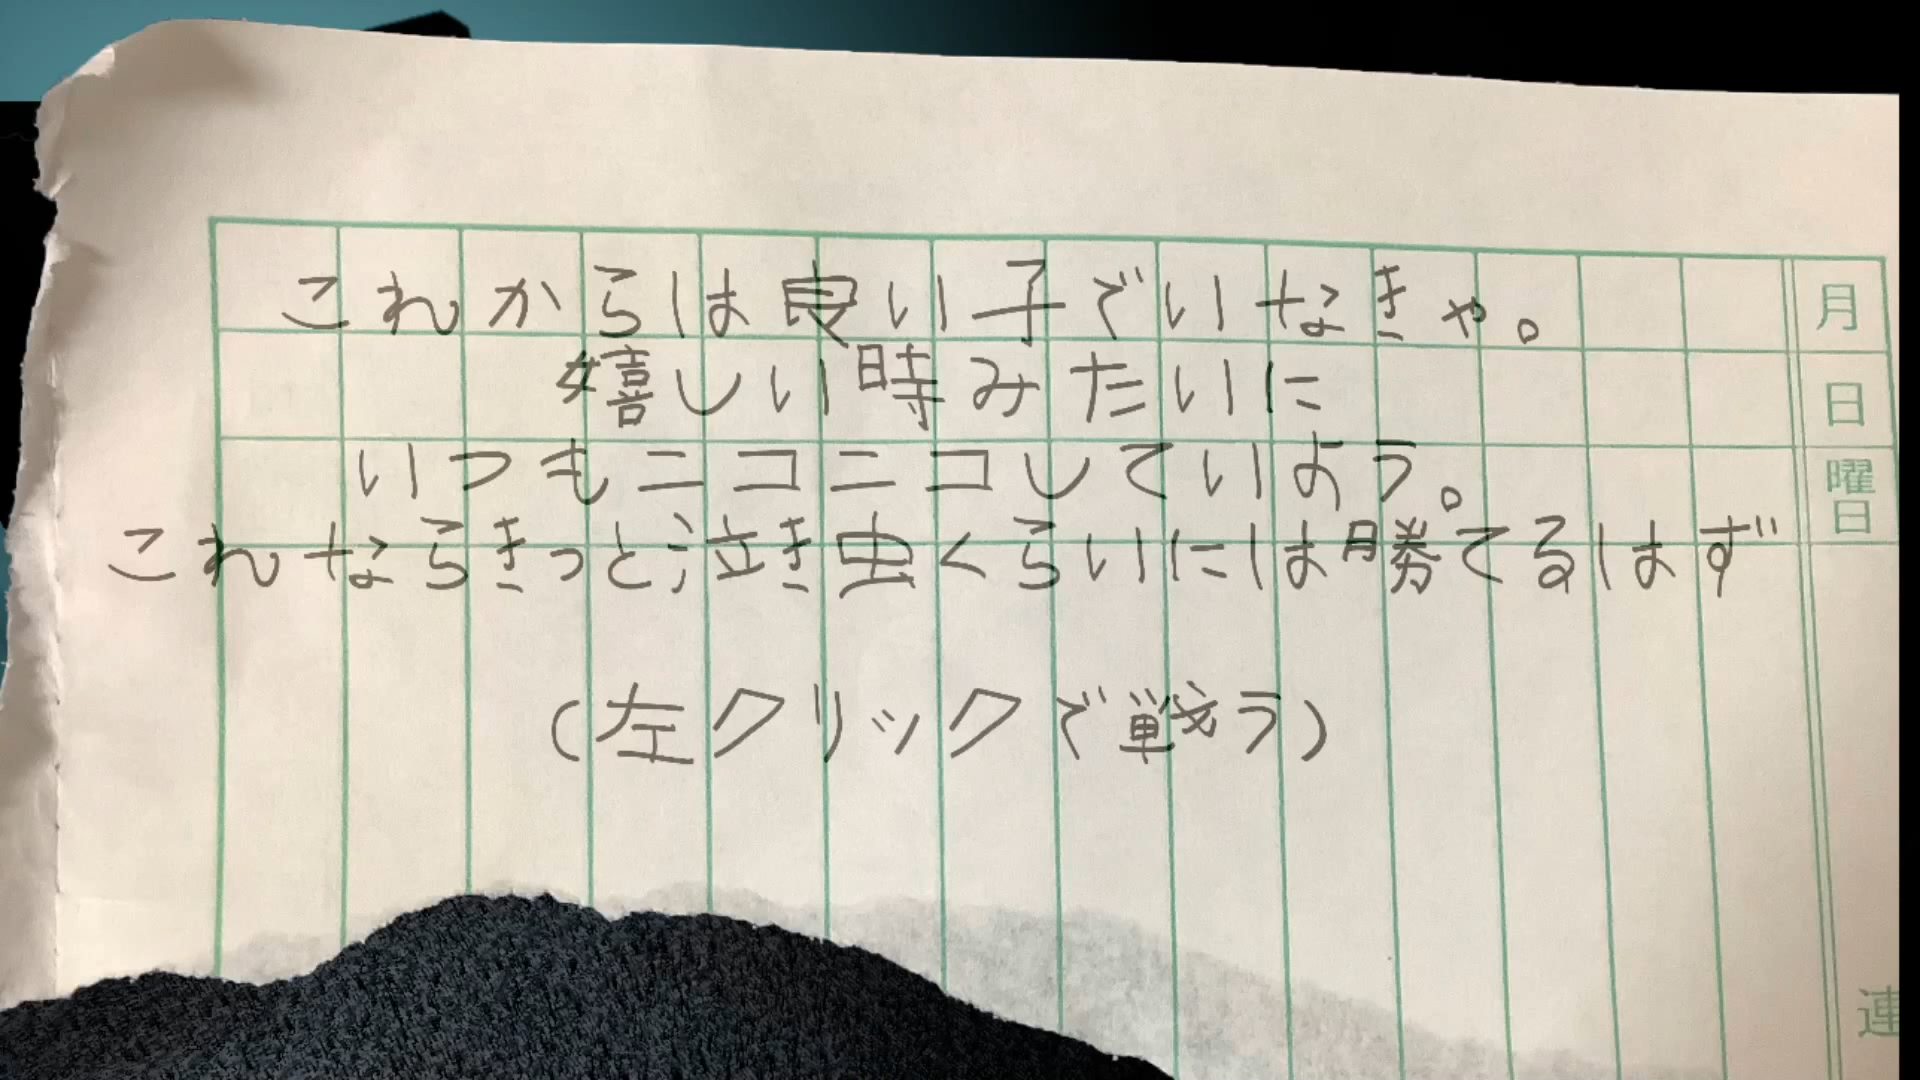 これからは良い子でいなきゃ。
嬉しい時みたいに
いつもニコニコしていよう。
これならきっと泣き虫くらいには勝てるはず
(左クリックで戦う)
月
日
曜日
連